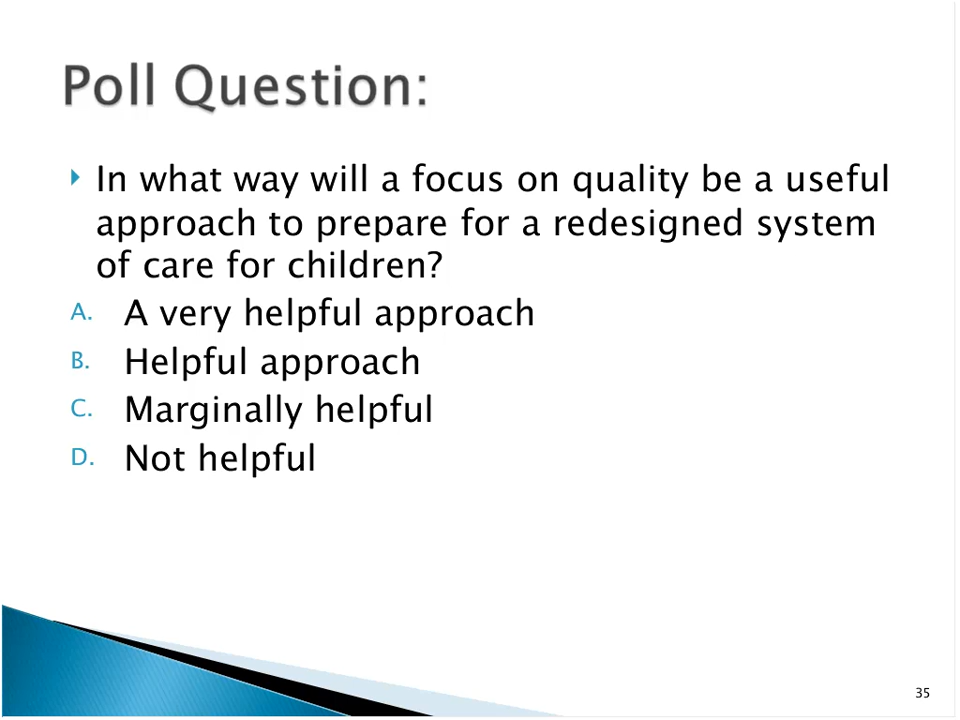 Poll Question:
In what way will a focus on quality be a useful
approach to prepare for a redesigned system
of care for children?
A. A very helpful approach
B. Helpful approach
C. Marginally helpful
D. Not helpful
35